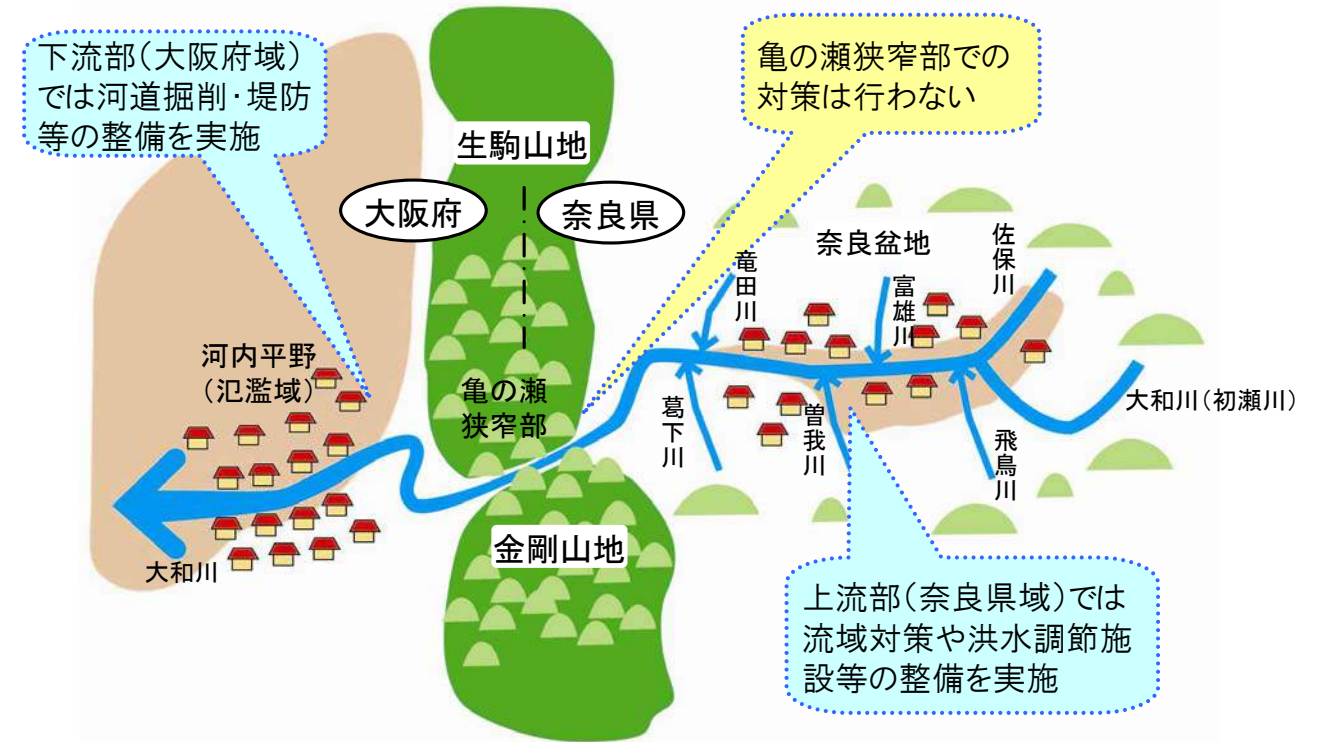 下流部（大阪府域）
では河道掘削・堤防
等の整備を実施
亀の瀬狭窄部での
対策は行わない
生駒山地
大阪府
奈良県
奈良盆地
竜田川
富雄川
佐保川
河内平野
（氾濫域）
亀の瀬
狭窄部
葛下川
曽我川
飛鳥川
大和川（初瀬川）
金剛山地
大和川
上流部（奈良県域）では
流域対策や洪水調節施
設等の整備を実施